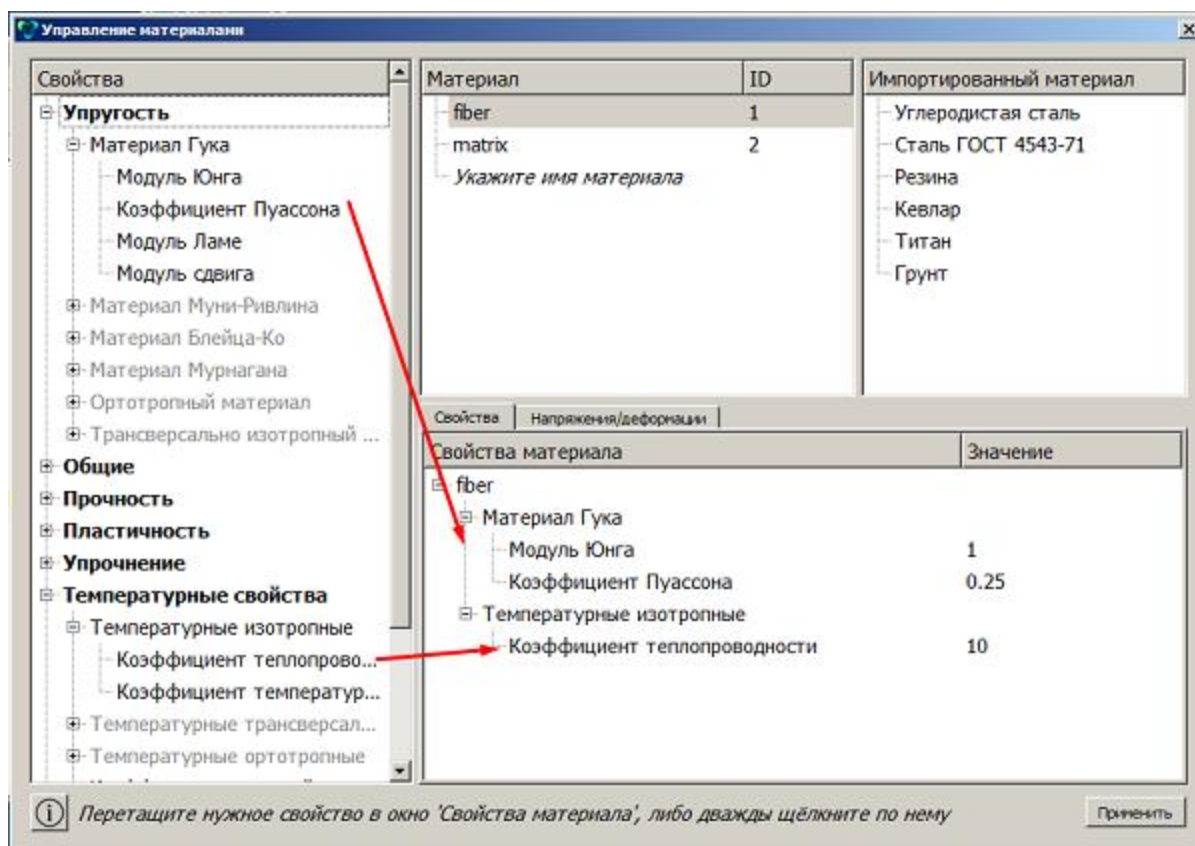 Управление материалами
Свойства
Упругость
Материал Гука
Модуль Юнга
Коэффициент Пуассона
Модуль Ламе
Модуль сдвига
Материал Муни-Ривлина
Материал Блейца-Ко
Материал Мурнагана
Ортотропный материал
Трансверсально изотропный ...
Общие
Прочность
Пластичность
Упрочнение
Температурные свойства
Температурные изотропные
Коэффициент теплопрово...
Коэффициент температур...
Температурные трансверсал...
Температурные ортотропные
Материал ID
fiber 1
matrix 2
Укажите имя материала
Импортированный материал
Углеродистая сталь
Сталь ГОСТ 4543-71
Резина
Кевлар
Титан
Грунт
Свойства Напряжения/деформации
Свойства материала Значение
fiber
Материал Гука
Модуль Юнга 1
Коэффициент Пуассона 0.25
Температурные изотропные
Коэффициент теплопроводности 10
Перетащите нужное свойство в окно 'Свойства материала', либо дважды щёлкните по нему
Применить